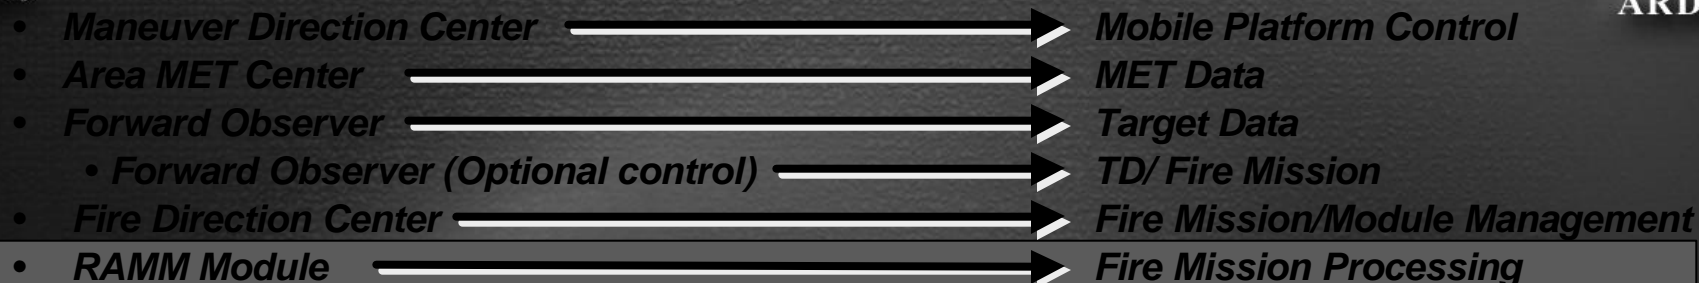 ARD
• Maneuver Direction Center Mobile Platform Control
• Area MET Center MET Data
• Forward Observer Target Data
• Forward Observer (Optional control) TD/ Fire Mission
• Fire Direction Center Fire Mission/Module Management
• RAMM Module Fire Mission Processing